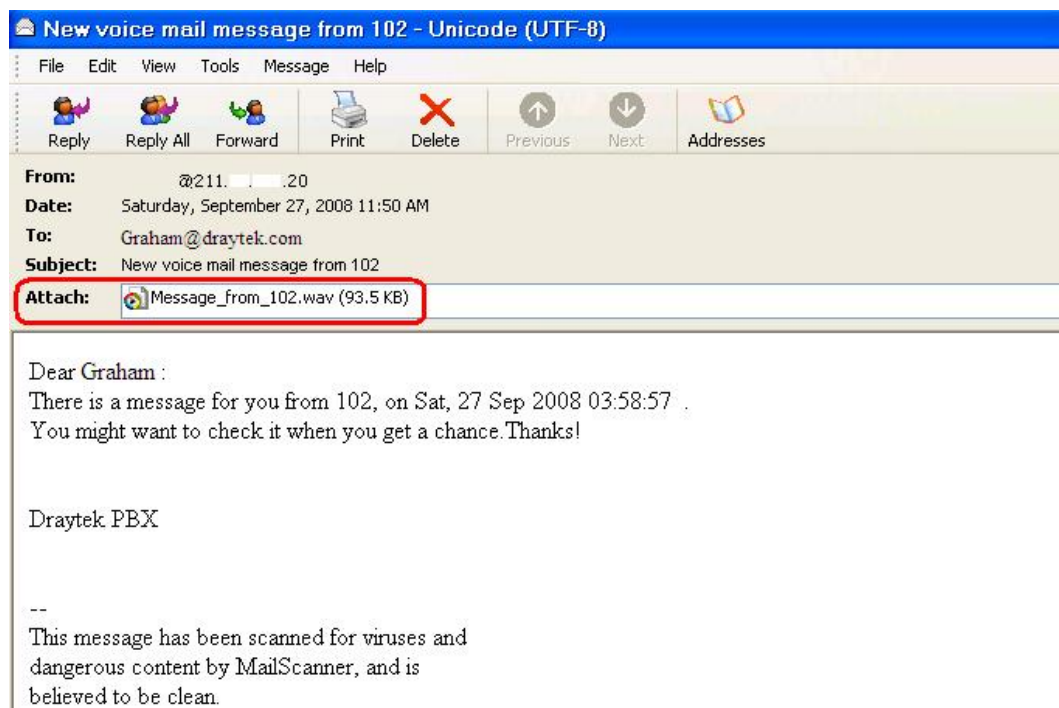 New voice mail message from 102 - Unicode (UTF-8)
File Edit View Tools Message Help
Reply Reply All Forward Print Delete Previous Next Addresses
From: @211. . .20
Date: Saturday, September 27, 2008 11:50 AM
To: Graham@draytek.com
Subject: New voice mail message from 102
Attach: Message_from_102.wav (93.5 KB)
Dear Graham :
There is a message for you from 102, on Sat, 27 Sep 2008 03:58:57 .
You might want to check it when you get a chance.Thanks!
Draytek PBX
--
This message has been scanned for viruses and
dangerous content by MailScanner, and is
believed to be clean.